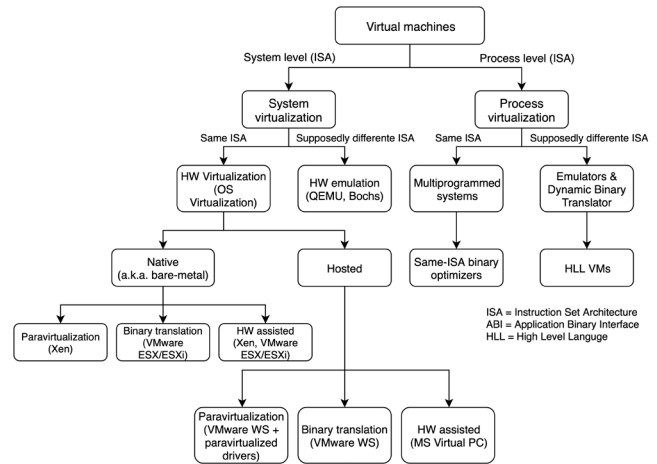 Virtual machines
System level (ISA)
Process level (ISA)
System
virtualization
Process
virtualization
Same ISA
Supposedly differente ISA
Same ISA
Supposedly differente ISA
HW Virtualization
(OS
Virtualization)
HW emulation
(QEMU, Bochs)
Multiprogrammed
systems
Emulators &
Dynamic Binary
Translator
Native
(a.k.a. bare-metal)
Hosted
Same-ISA binary
optimizers
HLL VMs
ISA = Instruction Set Architecture
ABI = Application Binary Interface
HLL = High Level Languge
Paravirtualization
(Xen)
Binary translation
(VMware
ESX/ESXi)
HW assisted
(Xen, VMware
ESX/ESXi)
Paravirtualization
(VMware WS +
paravirtualized
drivers)
Binary translation
(VMware WS)
HW assisted
(MS Virtual PC)